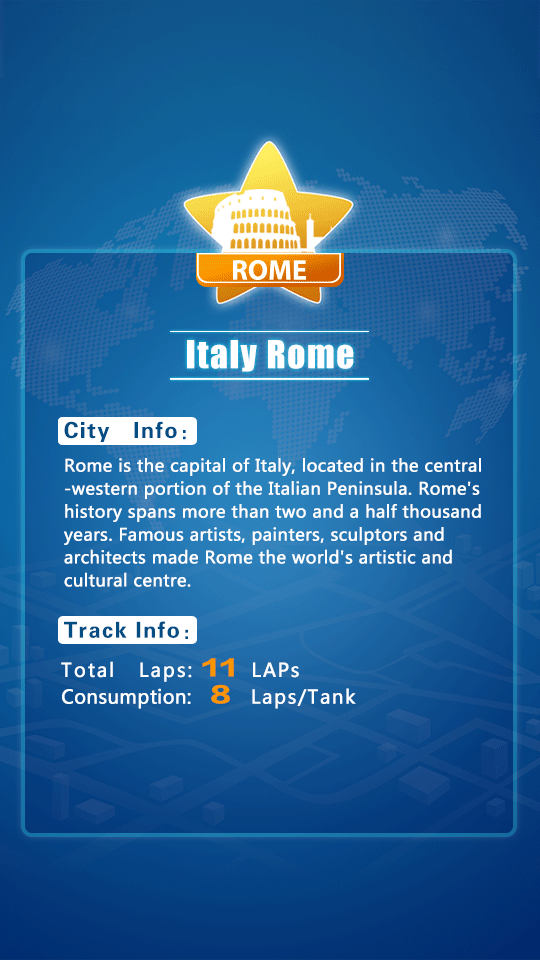 ROME
Italy Rome
City Info:
Rome is the capital of Italy, located in the central
-western portion of the Italian Peninsula. Rome's
history spans more than two and a half thousand
years. Famous artists, painters, sculptors and
architects made Rome the world's artistic and
cultural centre.
Track Info:
Total Laps: 11 LAPs
Consumption: 8 Laps/Tank